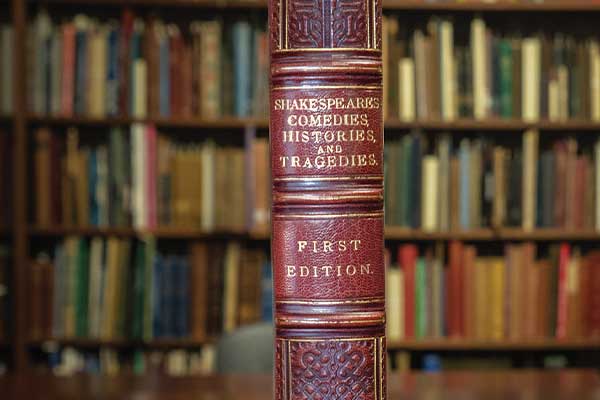 SHAKESPEARE'S
COMEDIES,
HISTORIES,
AND
TRAGEDIES.
FIRST
EDITION.